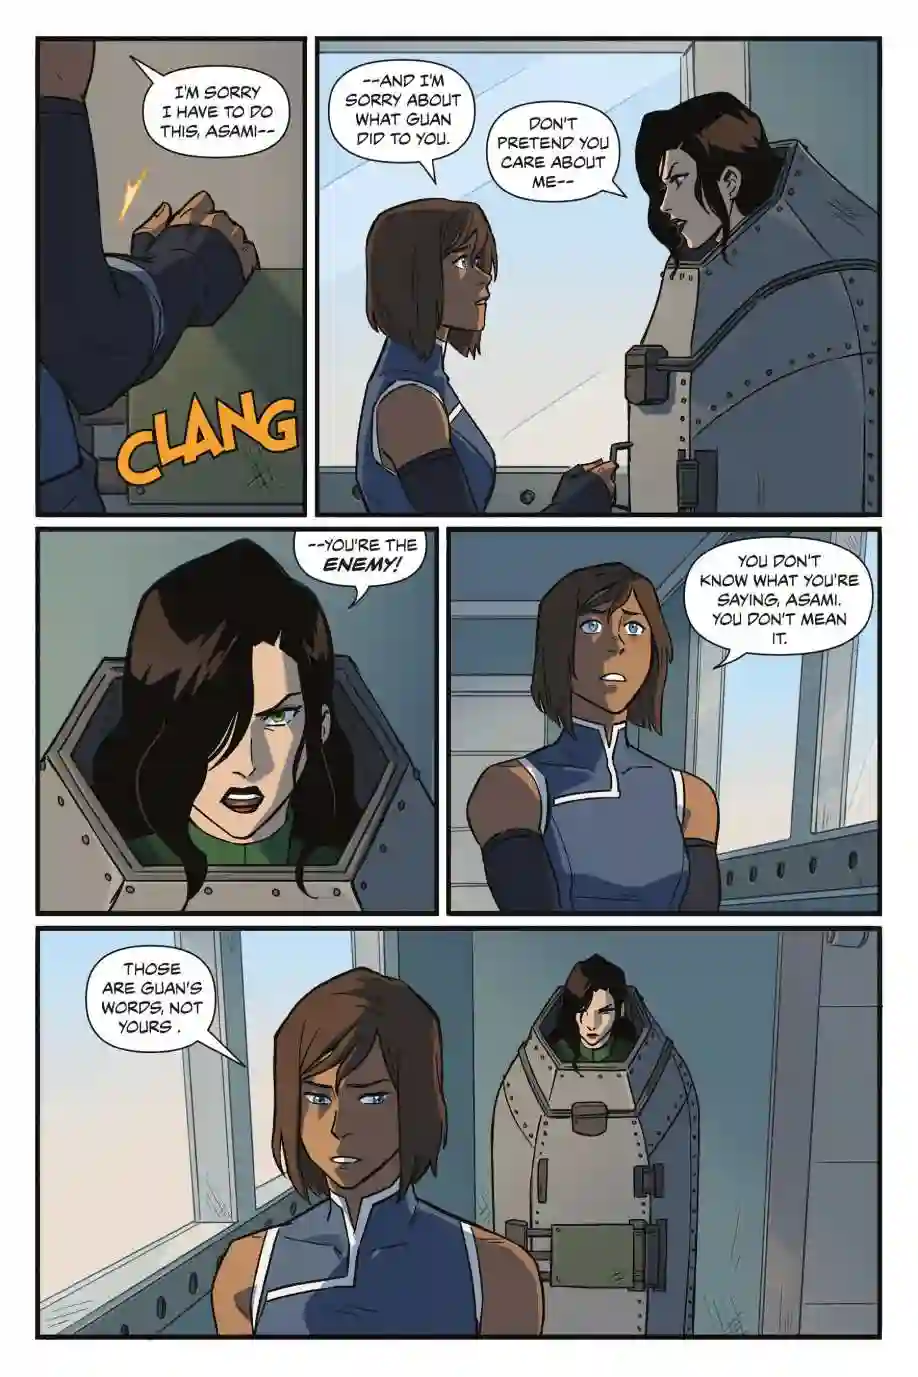 I'M SORRY
I HAVE TO DO
THIS, ASAMI--
CLANG
--AND I'M
SORRY ABOUT
WHAT GUAN
DID TO YOU.
DON'T
PRETEND YOU
CARE ABOUT
ME--
--YOU'RE THE
ENEMY!
YOU DON'T
KNOW WHAT YOU'RE
SAYING, ASAMI.
YOU DON'T MEAN
IT.
THOSE
ARE GUAN'S
WORDS, NOT
YOURS .